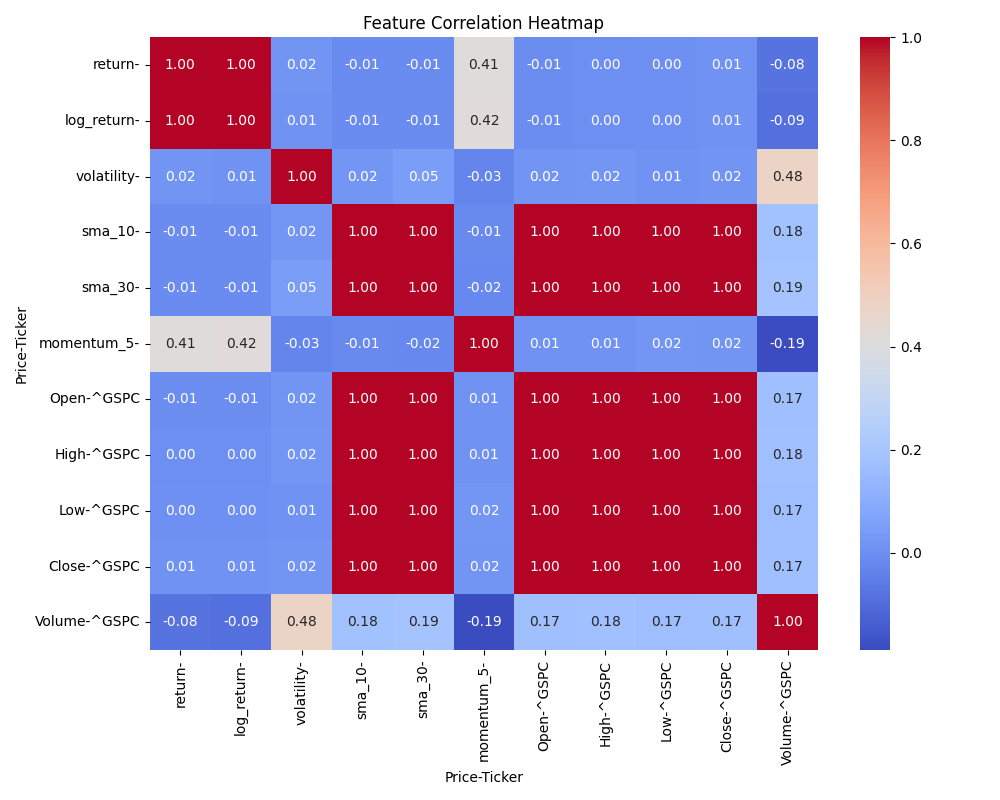 Feature Correlation Heatmap
Price-Ticker
return- 1.00 1.00 0.02 -0.01 -0.01 0.41 -0.01 0.00 0.00 0.01 -0.08
log_return- 1.00 1.00 0.01 -0.01 -0.01 0.42 -0.01 0.00 0.00 0.01 -0.09
volatility- 0.02 0.01 1.00 0.02 0.05 -0.03 0.02 0.02 0.01 0.02 0.48
sma_10- -0.01 -0.01 0.02 1.00 1.00 -0.01 1.00 1.00 1.00 1.00 0.18
sma_30- -0.01 -0.01 0.05 1.00 1.00 -0.02 1.00 1.00 1.00 1.00 0.19
momentum_5- 0.41 0.42 -0.03 -0.01 -0.02 1.00 0.01 0.01 0.02 0.02 -0.19
Open-^GSPC -0.01 -0.01 0.02 1.00 1.00 0.01 1.00 1.00 1.00 1.00 0.17
High-^GSPC 0.00 0.00 0.02 1.00 1.00 0.01 1.00 1.00 1.00 1.00 0.18
Low-^GSPC 0.00 0.00 0.01 1.00 1.00 0.02 1.00 1.00 1.00 1.00 0.17
Close-^GSPC 0.01 0.01 0.02 1.00 1.00 0.02 1.00 1.00 1.00 1.00 0.17
Volume-^GSPC -0.08 -0.09 0.48 0.18 0.19 -0.19 0.17 0.18 0.17 0.17 1.00
return- log_return- volatility- sma_10- sma_30- momentum_5- Open-^GSPC High-^GSPC Low-^GSPC Close-^GSPC Volume-^GSPC
Price-Ticker
1.0
0.8
0.6
0.4
0.2
0.0